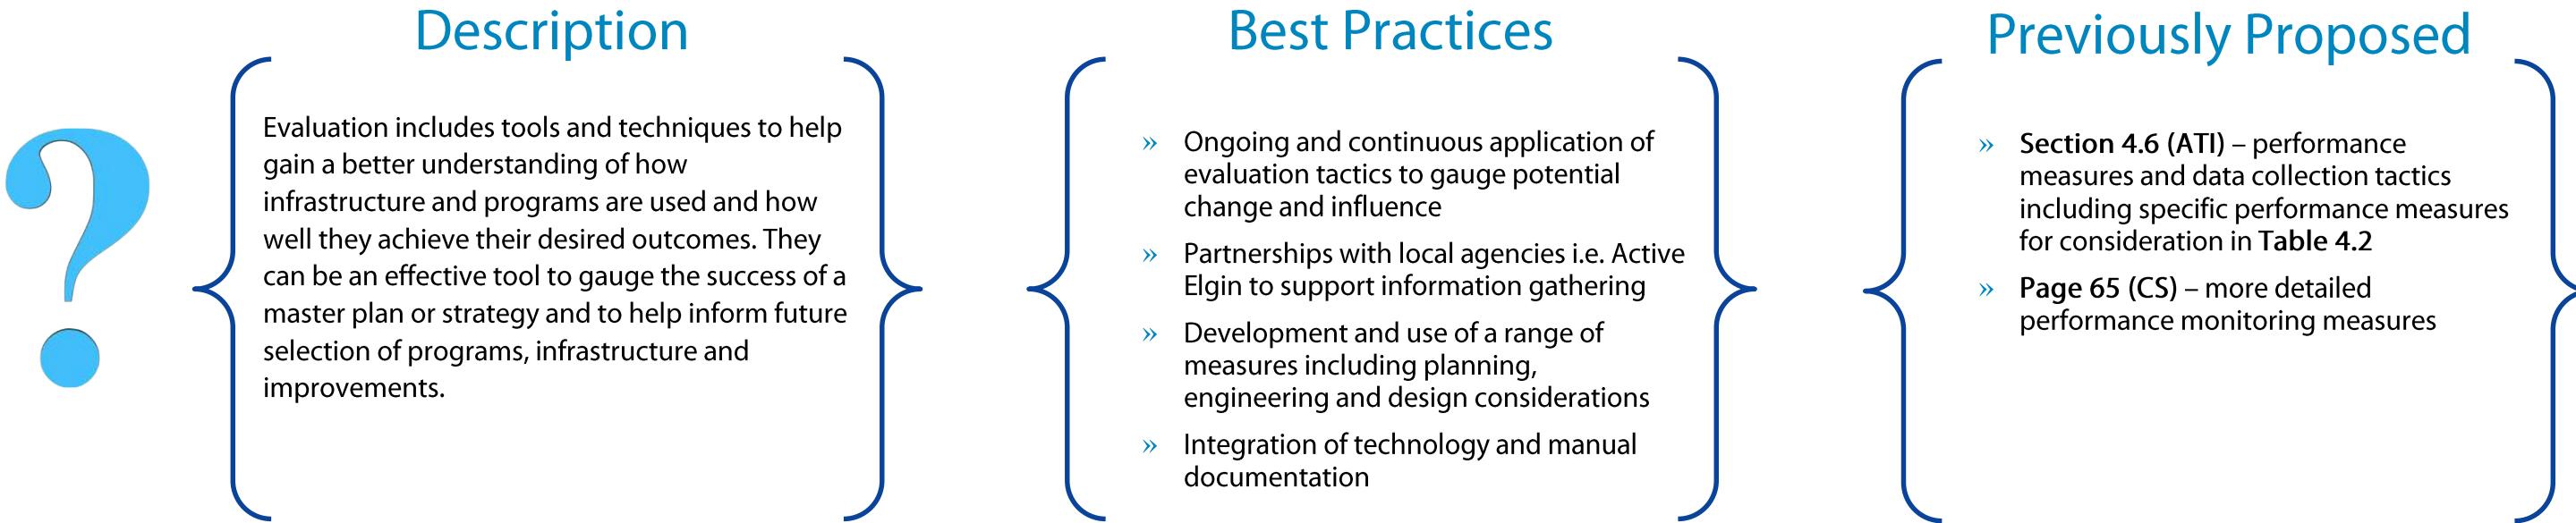 Description
Evaluation includes tools and techniques to help
gain a better understanding of how
infrastructure and programs are used and how
well they achieve their desired outcomes. They
can be an effective tool to gauge the success of a
master plan or strategy and to help inform future
selection of programs, infrastructure and
improvements.
Best Practices
» Ongoing and continuous application of
evaluation tactics to gauge potential
change and influence
» Partnerships with local agencies i.e. Active
Elgin to support information gathering
» Development and use of a range of
measures including planning,
engineering and design considerations
» Integration of technology and manual
documentation
Previously Proposed
» Section 4.6 (ATI) – performance
measures and data collection tactics
including specific performance measures
for consideration in Table 4.2
» Page 65 (CS) – more detailed
performance monitoring measures